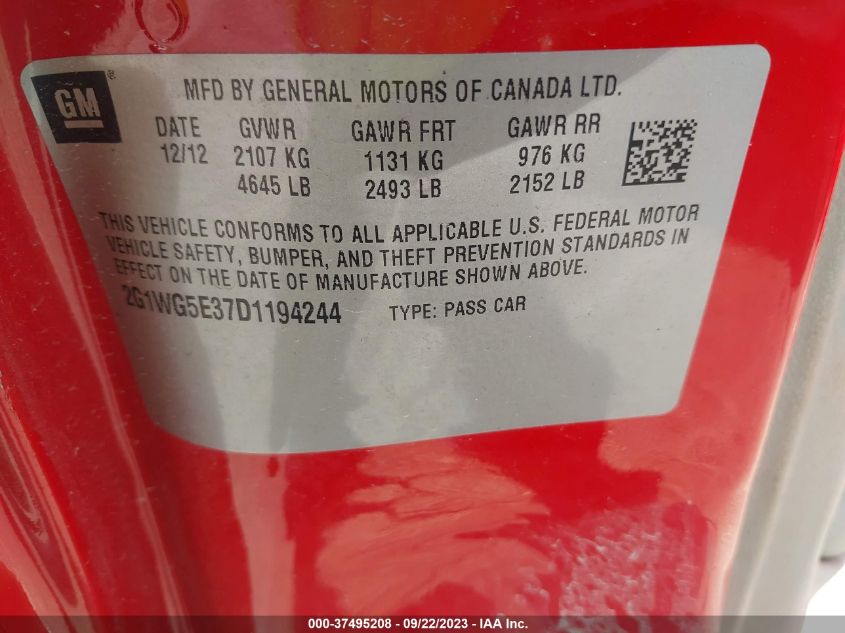 GM ®
MFD BY GENERAL MOTORS OF CANADA LTD.
DATE GVWR GAWR FRT GAWR RR
12/12 2107 KG 1131 KG 976 KG
4645 LB 2493 LB 2152 LB
THIS VEHICLE CONFORMS TO ALL APPLICABLE U.S. FEDERAL MOTOR
VEHICLE SAFETY, BUMPER, AND THEFT PREVENTION STANDARDS IN
EFFECT ON THE DATE OF MANUFACTURE SHOWN ABOVE.
2G1WG5E37D1194244 TYPE: PASS CAR
000-37495208 - 09/22/2023 - IAA Inc.